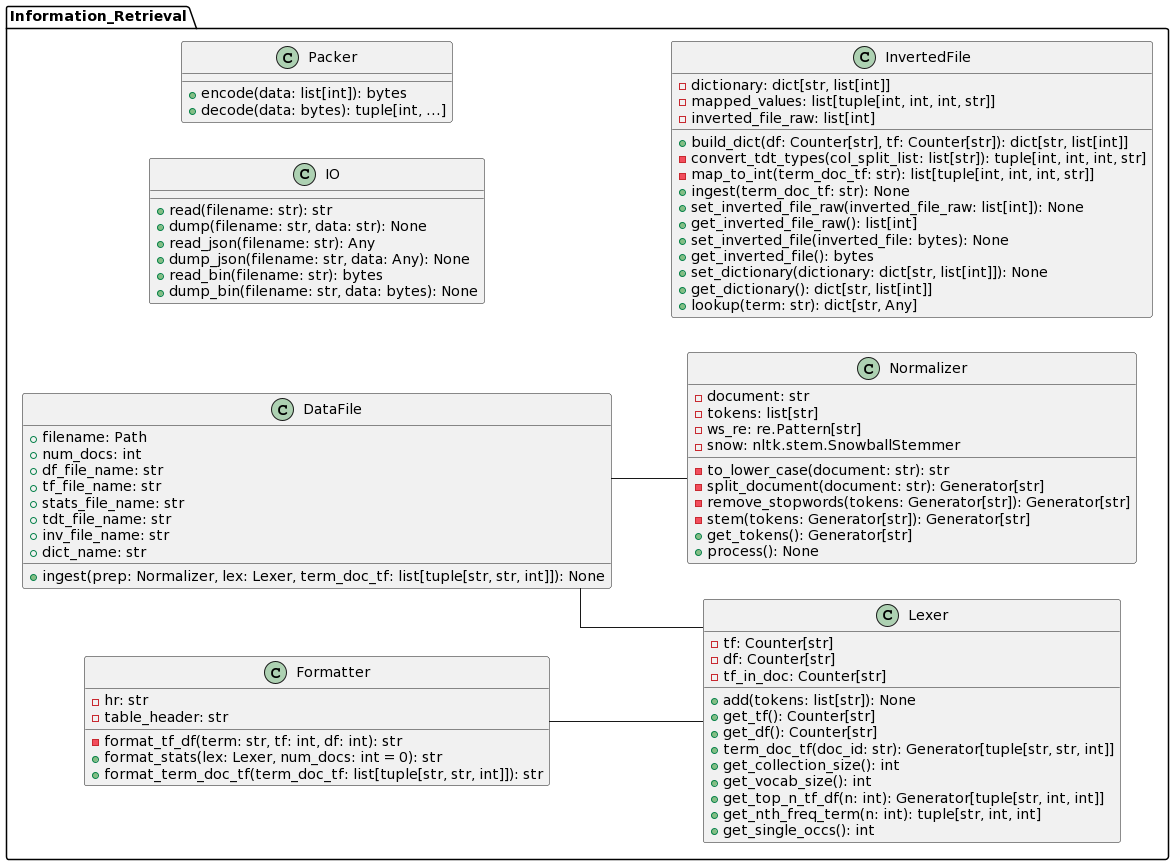 Information_Retrieval
C Packer
encode(data: list[int]): bytes
decode(data: bytes): tuple[int, ...]
C InvertedFile
dictionary: dict[str, list[int]]
mapped_values: list[tuple[int, int, int, str]]
inverted_file_raw: list[int]
build_dict(df: Counter[str], tf: Counter[str]): dict[str, list[int]]
convert_tdt_types(col_split_list: list[str]): tuple[int, int, int, str]
map_to_int(term_doc_tf: str): list[tuple[int, int, int, str]]
ingest(term_doc_tf: str): None
set_inverted_file_raw(inverted_file_raw: list[int]): None
get_inverted_file_raw(): list[int]
set_inverted_file(inverted_file: bytes): None
get_inverted_file(): bytes
set_dictionary(dictionary: dict[str, list[int]]): None
get_dictionary(): dict[str, list[int]]
lookup(term: str): dict[str, Any]
C IO
read(filename: str): str
dump(filename: str, data: str): None
read_json(filename: str): Any
dump_json(filename: str, data: Any): None
read_bin(filename: str): bytes
dump_bin(filename: str, data: bytes): None
C Normalizer
document: str
tokens: list[str]
ws_re: re.Pattern[str]
snow: nltk.stem.SnowballStemmer
to_lower_case(document: str): str
split_document(document: str): Generator[str]
remove_stopwords(tokens: Generator[str]): Generator[str]
stem(tokens: Generator[str]): Generator[str]
get_tokens(): Generator[str]
process(): None
C DataFile
filename: Path
num_docs: int
df_file_name: str
tf_file_name: str
stats_file_name: str
tdt_file_name: str
inv_file_name: str
dict_name: str
ingest(prep: Normalizer, lex: Lexer, term_doc_tf: list[tuple[str, str, int]]): None
C Lexer
tf: Counter[str]
df: Counter[str]
tf_in_doc: Counter[str]
add(tokens: list[str]): None
get_tf(): Counter[str]
get_df(): Counter[str]
term_doc_tf(doc_id: str): Generator[tuple[str, str, int]]
get_collection_size(): int
get_vocab_size(): int
get_top_n_tf_df(n: int): Generator[tuple[str, int, int]]
get_nth_freq_term(n: int): tuple[str, int, int]
get_single_occs(): int
C Formatter
hr: str
table_header: str
format_tf_df(term: str, tf: int, df: int): str
format_stats(lex: Lexer, num_docs: int = 0): str
format_term_doc_tf(term_doc_tf: list[tuple[str, str, int]]): str